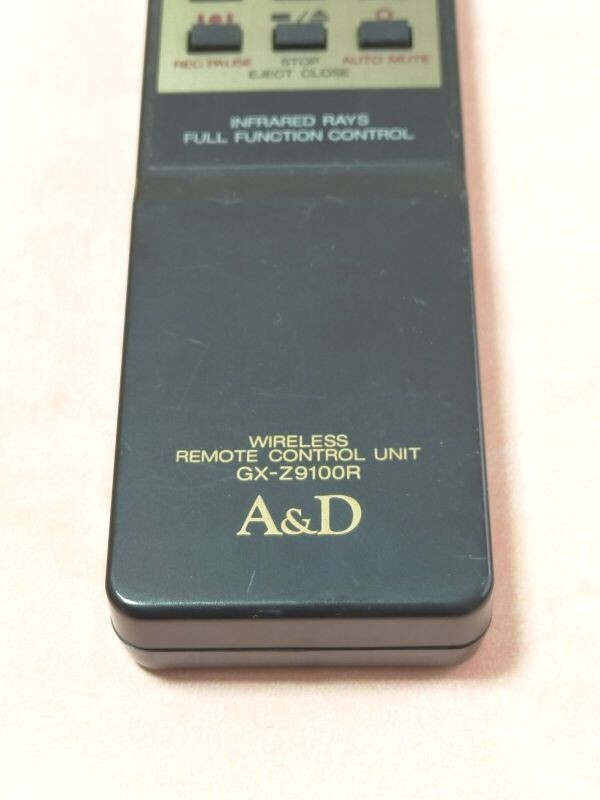 REC PAUSE STOP AUTO MUTE
EJECT CLOSE
INFRARED RAYS
FULL FUNCTION CONTROL
WIRELESS
REMOTE CONTROL UNIT
GX-Z9100R
A&D